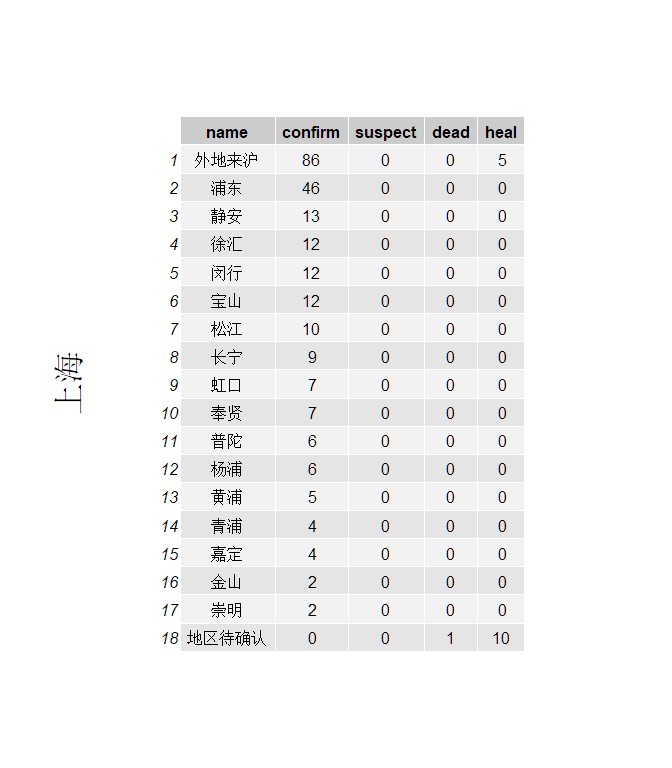 上海
name confirm suspect dead heal
1 外地来沪 86 0 0 5
2 浦东 46 0 0 0
3 静安 13 0 0 0
4 徐汇 12 0 0 0
5 闵行 12 0 0 0
6 宝山 12 0 0 0
7 松江 10 0 0 0
8 长宁 9 0 0 0
9 虹口 7 0 0 0
10 奉贤 7 0 0 0
11 普陀 6 0 0 0
12 杨浦 6 0 0 0
13 黄浦 5 0 0 0
14 青浦 4 0 0 0
15 嘉定 4 0 0 0
16 金山 2 0 0 0
17 崇明 2 0 0 0
18 地区待确认 0 0 1 10